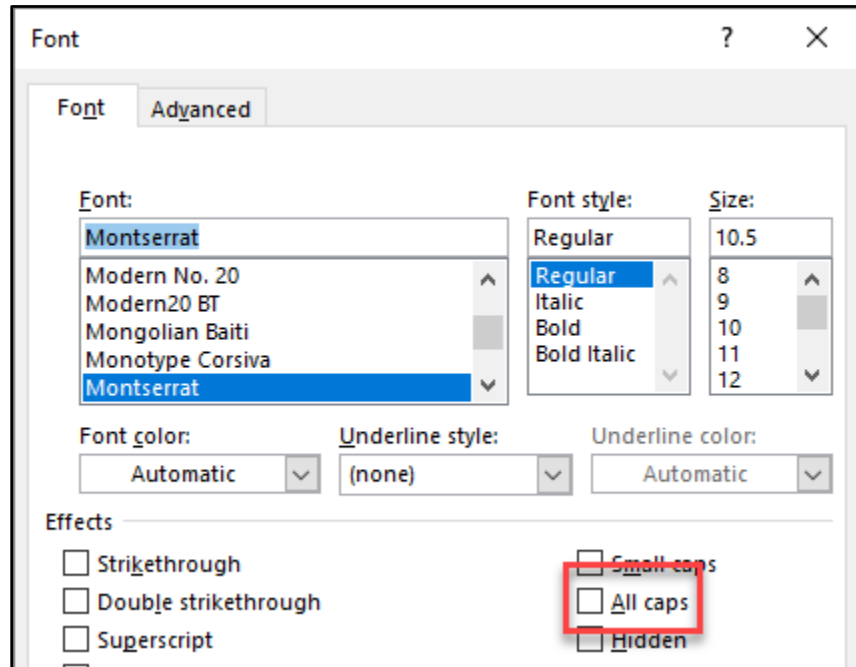 Font ?
Font Advanced
Font: Font style: Size:
Montserrat Regular 10.5
Modern No. 20 Regular 8
Modern20 BT Italic 9
Mongolian Baiti Bold 10
Monotype Corsiva Bold Italic 11
Montserrat 12
Font color: Underline style: Underline color:
Automatic (none) Automatic
Effects
Strikethrough Small caps
Double strikethrough All caps
Superscript Hidden